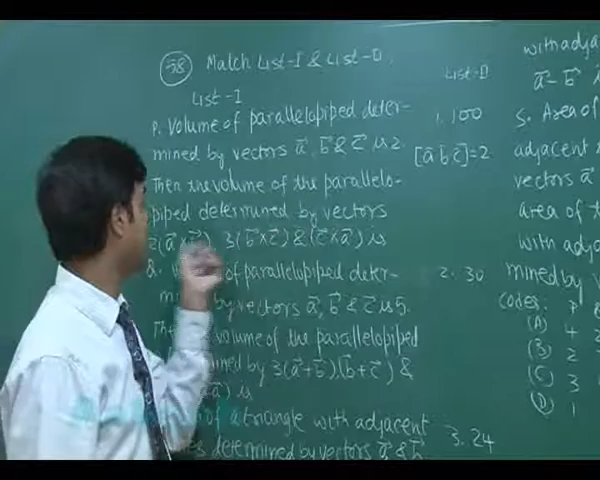 58 Match List-I & List-II.
List-I
List-II
P. Volume of parallelopiped deter-
mined by vectors a⃗, b⃗ & c⃗ is 2.
Then the volume of the parallelo-
piped determined by vectors
2(a⃗×b⃗), 3(b⃗×c⃗) & (c⃗×a⃗) is
1. 100
[a⃗ b⃗ c⃗]=2
of parallelopiped deter-
by vectors a⃗, b⃗ & c⃗ is 5.
volume of the parallelopiped
mined by 3(a⃗+b⃗), (b⃗+c⃗) &
is
2. 30
of a triangle with adjacent
determined by vectors a⃗ & b⃗
3. 24
with adja
a⃗ - b⃗
S. Area of
adjacent
vectors a⃗
area of
with adja
mined by
Codes: P
(A) 4
(B) 2
(C) 3
(D) 1